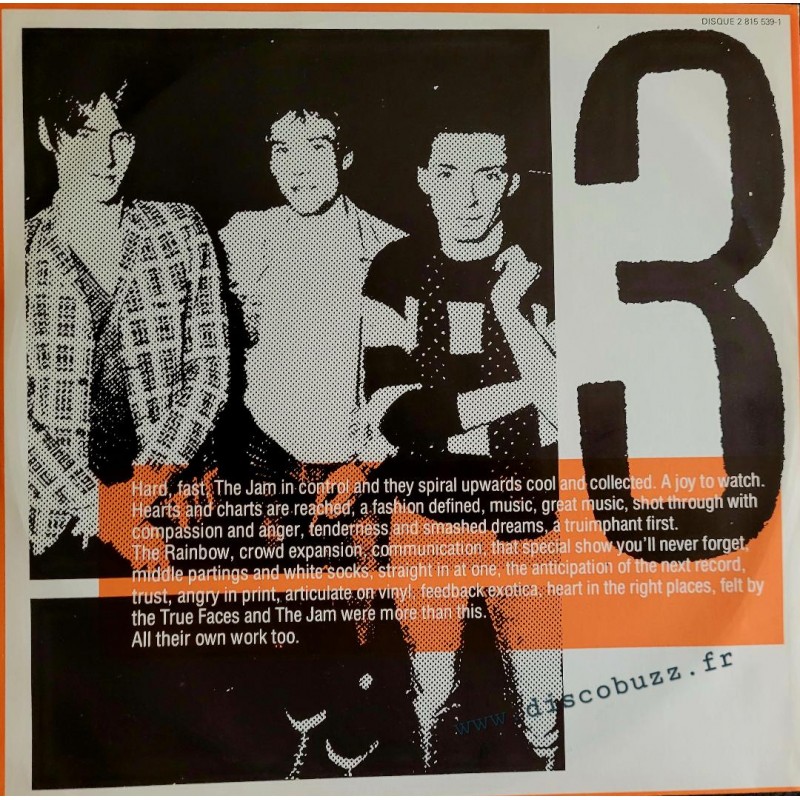 DISQUE 2 815 539-1
3
Hard, fast, The Jam in control and they spiral upwards cool and collected. A joy to watch.
Hearts and charts are reached, a fashion defined, music, great music, shot through with
compassion and anger, tenderness and smashed dreams, a truimphant first.
The Rainbow, crowd expansion, communication, that special show you'll never forget,
middle partings and white socks, straight in at one, the anticipation of the next record,
trust, angry in print, articulate on vinyl, feedback exotica, heart in the right places, felt by
the True Faces and The Jam were more than this.
All their own work too.
www.discobuzz.fr